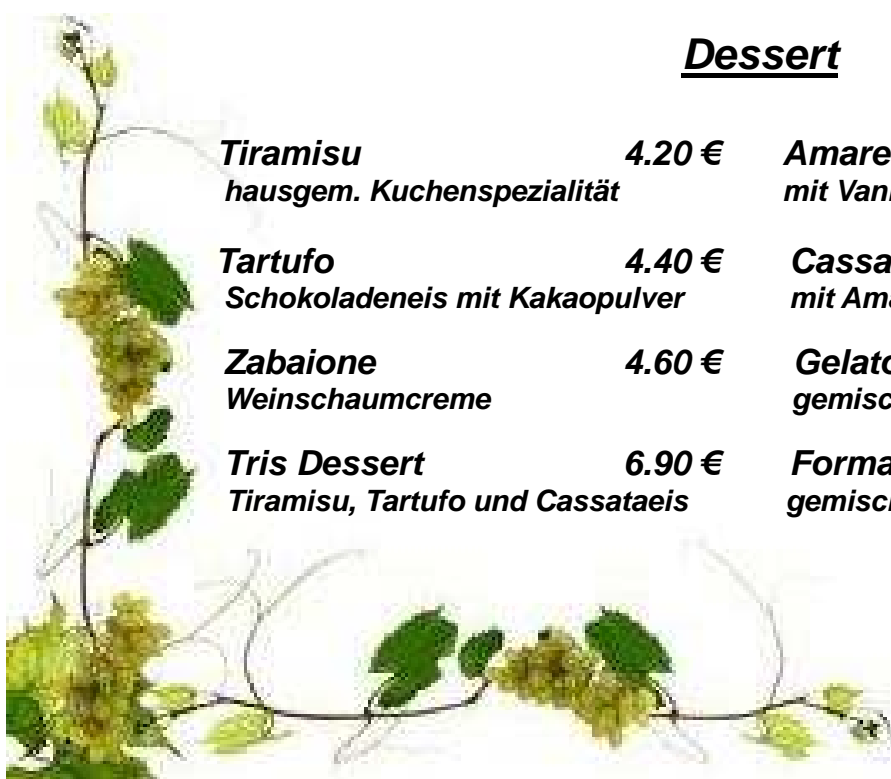 Dessert
Tiramisu 4.20 €
hausgem. Kuchenspezialität
Tartufo 4.40 €
Schokoladeneis mit Kakaopulver
Zabaione 4.60 €
Weinschaumcreme
Tris Dessert 6.90 €
Tiramisu, Tartufo und Cassataeis
mit
mit